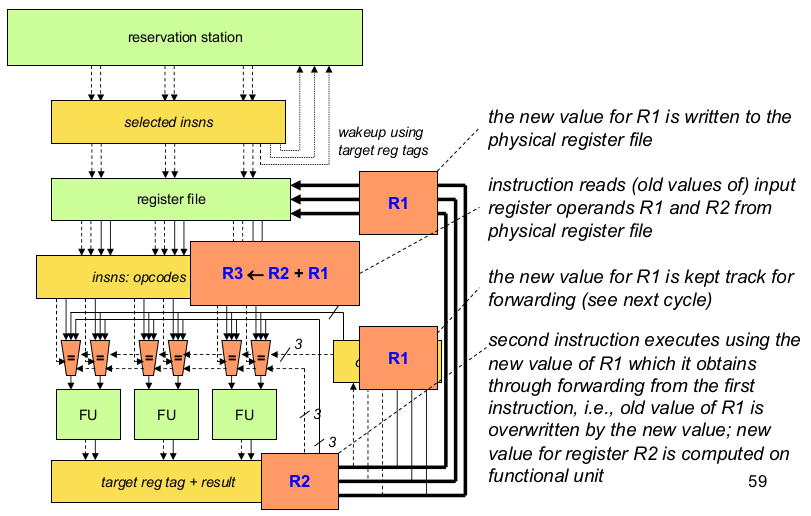 reservation station
selected insns
wakeup using
target reg tags
the new value for R1 is written to the
physical register file
register file
R1
instruction reads (old values of) input
register operands R1 and R2 from
physical register file
insns: opcodes
R3 ← R2 + R1
the new value for R1 is kept track for
forwarding (see next cycle)
= = = = = =
3
R1
second instruction executes using the
new value of R1 which it obtains
through forwarding from the first
instruction, i.e., old value of R1 is
overwritten by the new value; new
value for register R2 is computed on
functional unit
FU FU FU
3
3
target reg tag + result
R2
59